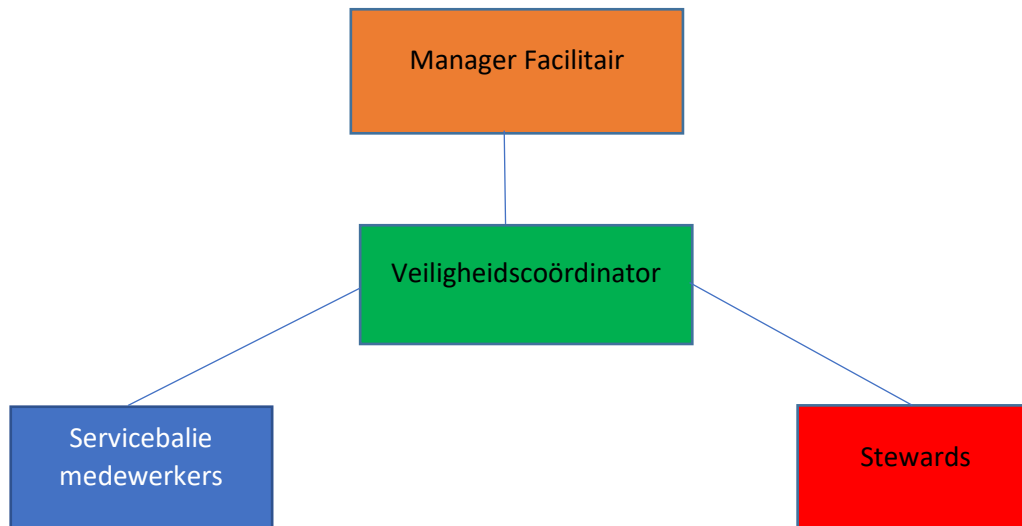 Manager Facilitair
Veiligheidscoördinator
Servicebalie
medewerkers
Stewards